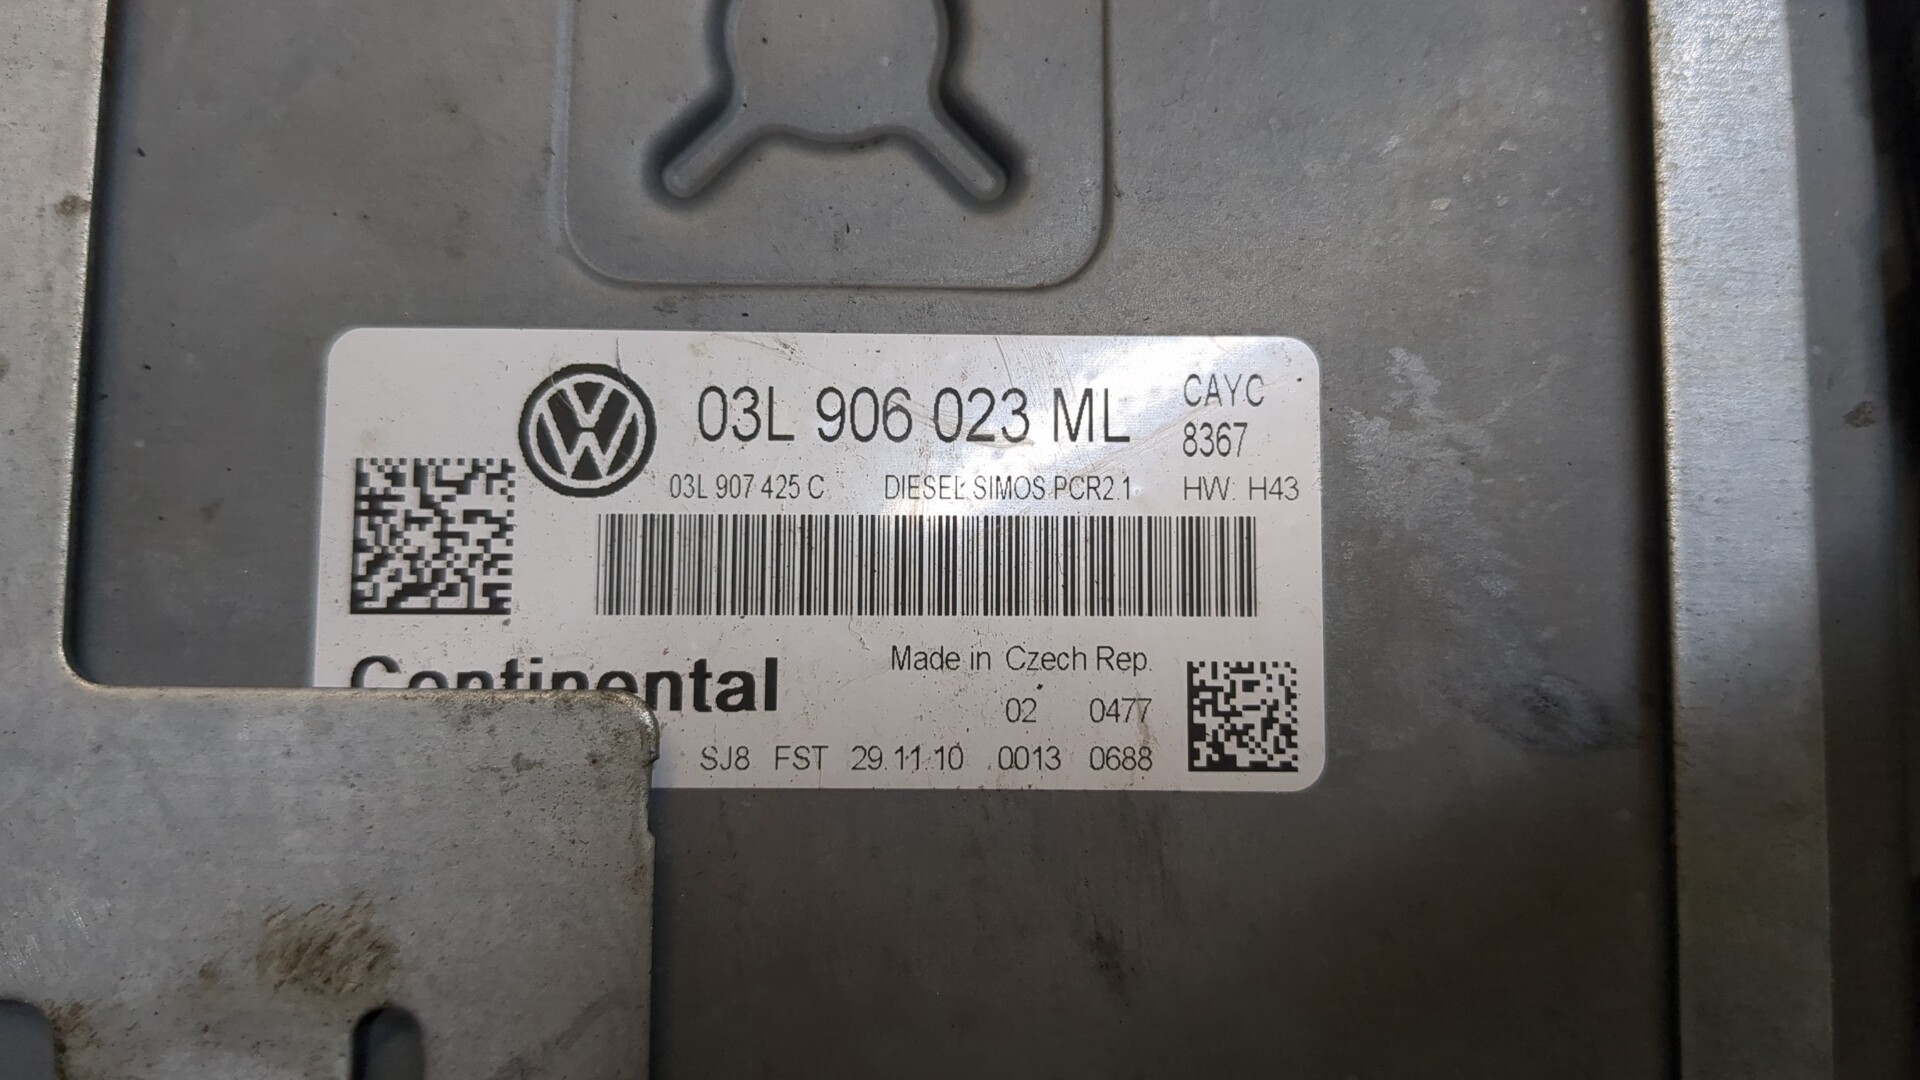 03L 906 023 ML
CAYC
8367
03L 907 425 C DIESEL SIMOS PCR2.1 HW: H43
Continental
Made in Czech Rep.
02 0477
SJ8 FST 29.11.10 0013 0688